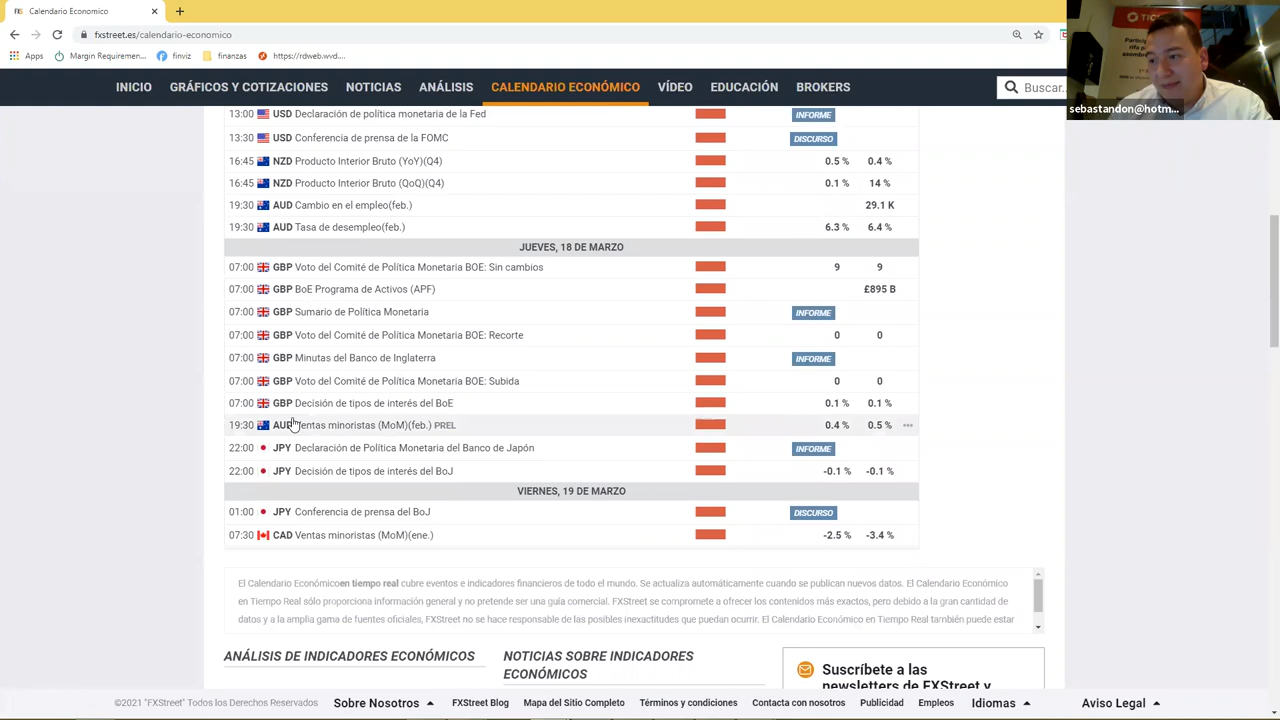 Calendario Economico
fxstreet.es/calendario-economico
Apps
Margin Requiremen...
finviz
finanzas
https://rdweb.wvd....
sebastandon@hotm...
INICIO GRÁFICOS Y COTIZACIONES NOTICIAS ANÁLISIS CALENDARIO ECONÓMICO VÍDEO EDUCACIÓN BROKERS
Buscar...
13:00 USD Declaración de política monetaria de la Fed INFORME
13:30 USD Conferencia de prensa de la FOMC DISCURSO
16:45 NZD Producto Interior Bruto (YoY)(Q4) 0.5 % 0.4 %
16:45 NZD Producto Interior Bruto (QoQ)(Q4) 0.1 % 14 %
19:30 AUD Cambio en el empleo(feb.) 29.1 K
19:30 AUD Tasa de desempleo(feb.) 6.3 % 6.4 %
JUEVES, 18 DE MARZO
07:00 GBP Voto del Comité de Política Monetaria BOE: Sin cambios 9 9
07:00 GBP BoE Programa de Activos (APF) £895 B
07:00 GBP Sumario de Política Monetaria INFORME
07:00 GBP Voto del Comité de Política Monetaria BOE: Recorte 0 0
07:00 GBP Minutas del Banco de Inglaterra INFORME
07:00 GBP Voto del Comité de Política Monetaria BOE: Subida 0 0
07:00 GBP Decisión de tipos de interés del BoE 0.1 % 0.1 %
19:30 AUD Ventas minoristas (MoM)(feb.) PREL 0.4 % 0.5 %
22:00 JPY Declaración de Política Monetaria del Banco de Japón INFORME
22:00 JPY Decisión de tipos de interés del BoJ -0.1 % -0.1 %
VIERNES, 19 DE MARZO
01:00 JPY Conferencia de prensa del BoJ DISCURSO
07:30 CAD Ventas minoristas (MoM)(ene.) -2.5 % -3.4 %
El Calendario Económicoen tiempo real cubre eventos e indicadores financieros de todo el mundo. Se actualiza automáticamente cuando se publican nuevos datos. El Calendario Económico
en Tiempo Real sólo proporciona información general y no pretende ser una guía comercial. FXStreet se compromete a ofrecer los contenidos más exactos, pero debido a la gran cantidad de
datos y a la amplia gama de fuentes oficiales, FXStreet no se hace responsable de las posibles inexactitudes que puedan ocurrir. El Calendario Económico en Tiempo Real también puede estar
ANÁLISIS DE INDICADORES ECONÓMICOS
NOTICIAS SOBRE INDICADORES
ECONÓMICOS
Suscríbete a las
newsletters de FXStreet y
©2021 "FXStreet" Todos los Derechos Reservados
Sobre Nosotros FXStreet Blog Mapa del Sitio Completo Términos y condiciones Contacta con nosotros Publicidad Empleos Idiomas Aviso Legal